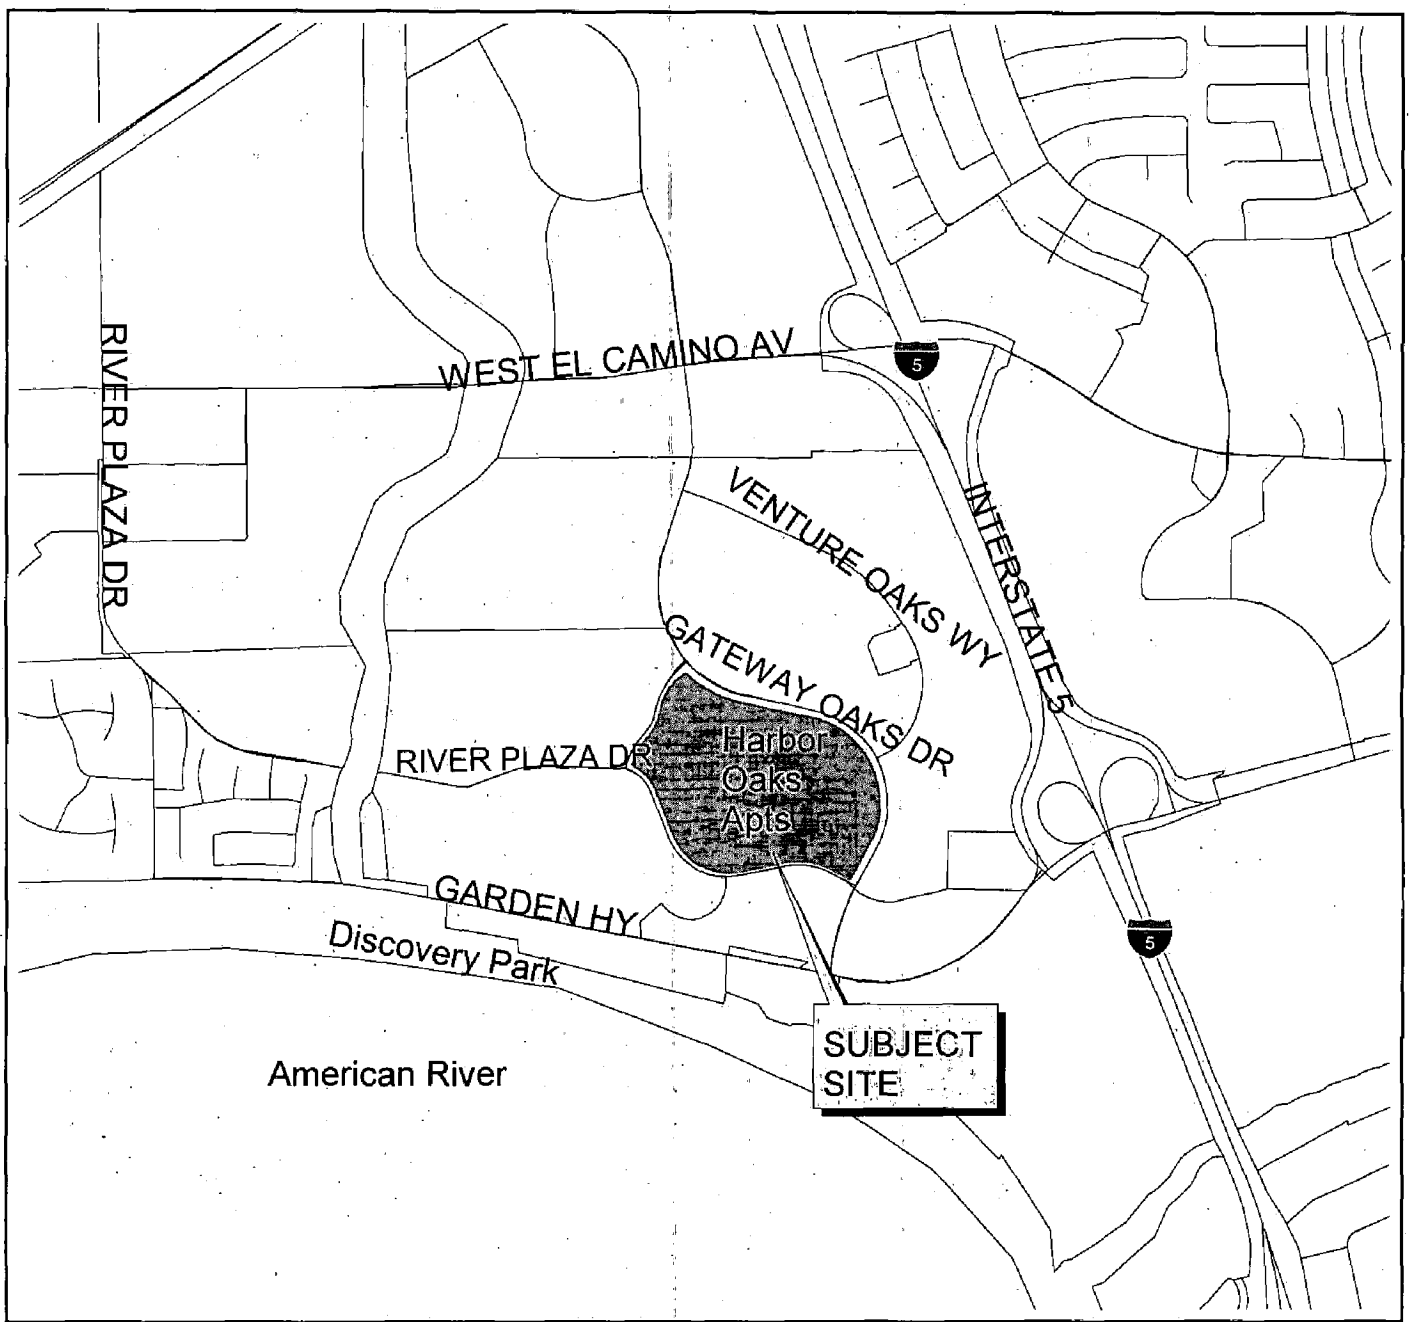 RIVER PLAZA DR
WEST EL CAMINO AV
5
VENTURE OAKS WY
INTERSTATE 5
GATEWAY OAKS DR
RIVER PLAZA DR
Harbor
Oaks
Apts
GARDEN HY
Discovery Park
5
SUBJECT
SITE
American River